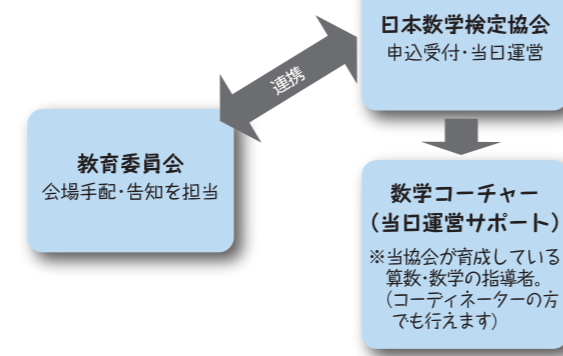 日本数学検定協会
申込受付・当日運営
連携
教育委員会
会場手配・告知を担当
数学コーチャー
(当日運営サポート)
※当協会が育成している
算数・数学の指導者。
(コーディネーターの方
でも行えます)